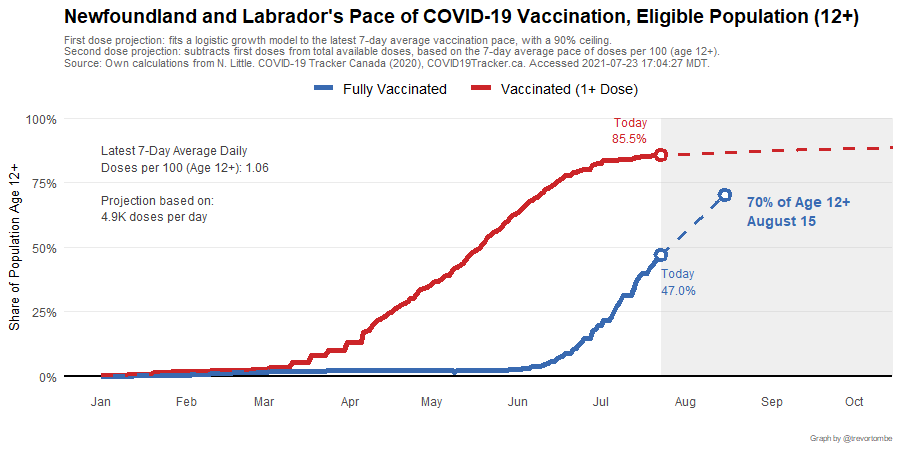 Newfoundland and Labrador's Pace of COVID-19 Vaccination, Eligible Population (12+)
First dose projection: fits a logistic growth model to the latest 7-day average vaccination pace, with a 90% ceiling.
Second dose projection: subtracts first doses from total available doses, based on the 7-day average pace of doses per 100 (age 12+).
Source: Own calculations from N. Little. COVID-19 Tracker Canada (2020), COVID19Tracker.ca. Accessed 2021-07-23 17:04:27 MDT.
Fully Vaccinated
Vaccinated (1+ Dose)
Share of Population Age 12+
100%
75%
50%
25%
0%
Latest 7-Day Average Daily
Doses per 100 (Age 12+): 1.06
Projection based on:
4.9K doses per day
Today
85.5%
70% of Age 12+
August 15
Today
47.0%
Jan
Feb
Mar
Apr
May
Jun
Jul
Aug
Sep
Oct
Graph by @trevortombe